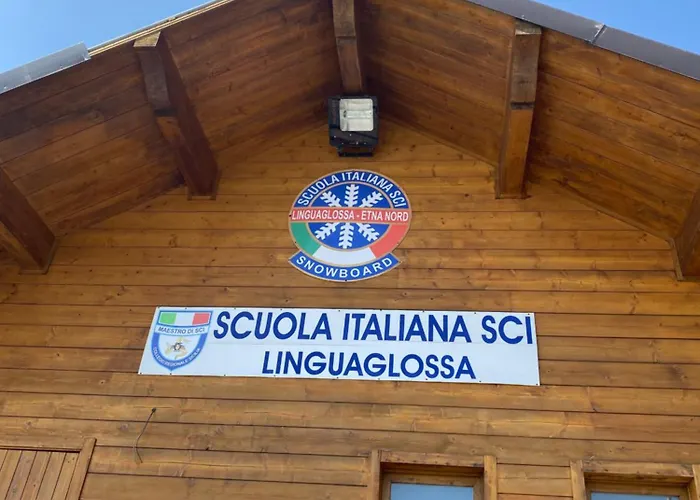 SCUOLA ITALIANA SCI
LINGUAGLOSSA - ETNA NORD
SNOWBOARD
MAESTRO DI SCI
SCUOLA ITALIANA SCI
LINGUAGLOSSA